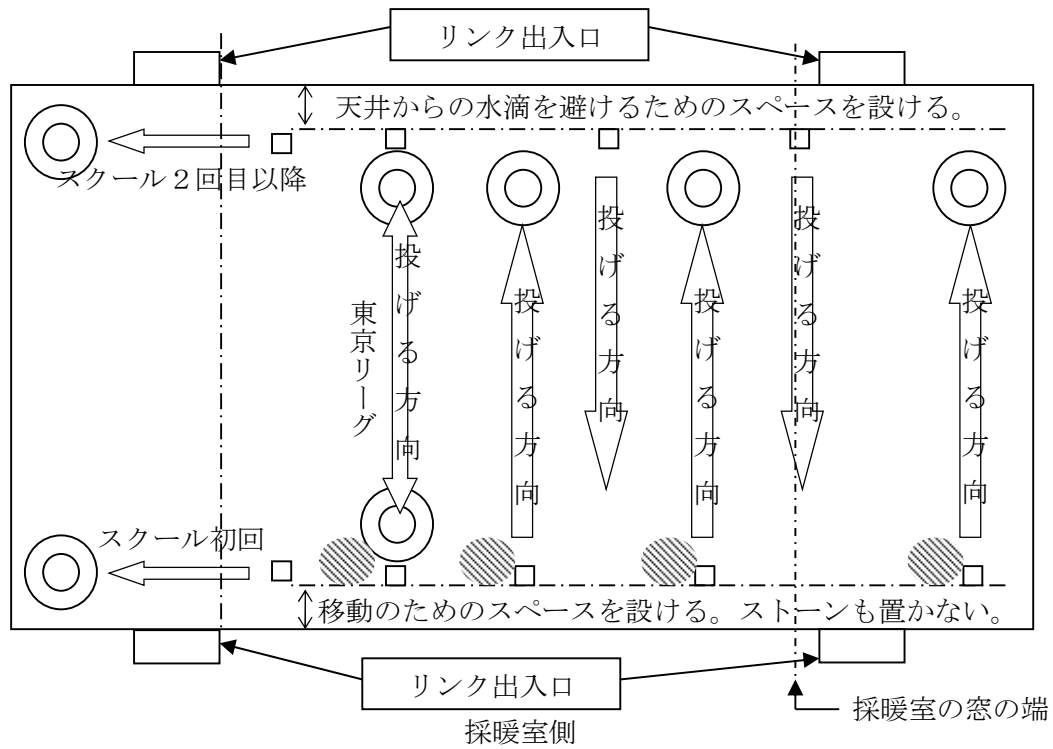 リンク出入口
天井からの水滴を避けるためのスペースを設ける。
スクール２回目以降
東京リーグ
投げる方向
投げる方向
投げる方向
投げる方向
投げる方向
投げる方向
スクール初回
移動のためのスペースを設ける。ストーンも置かない。
リンク出入口
採暖室側
採暖室の窓の端